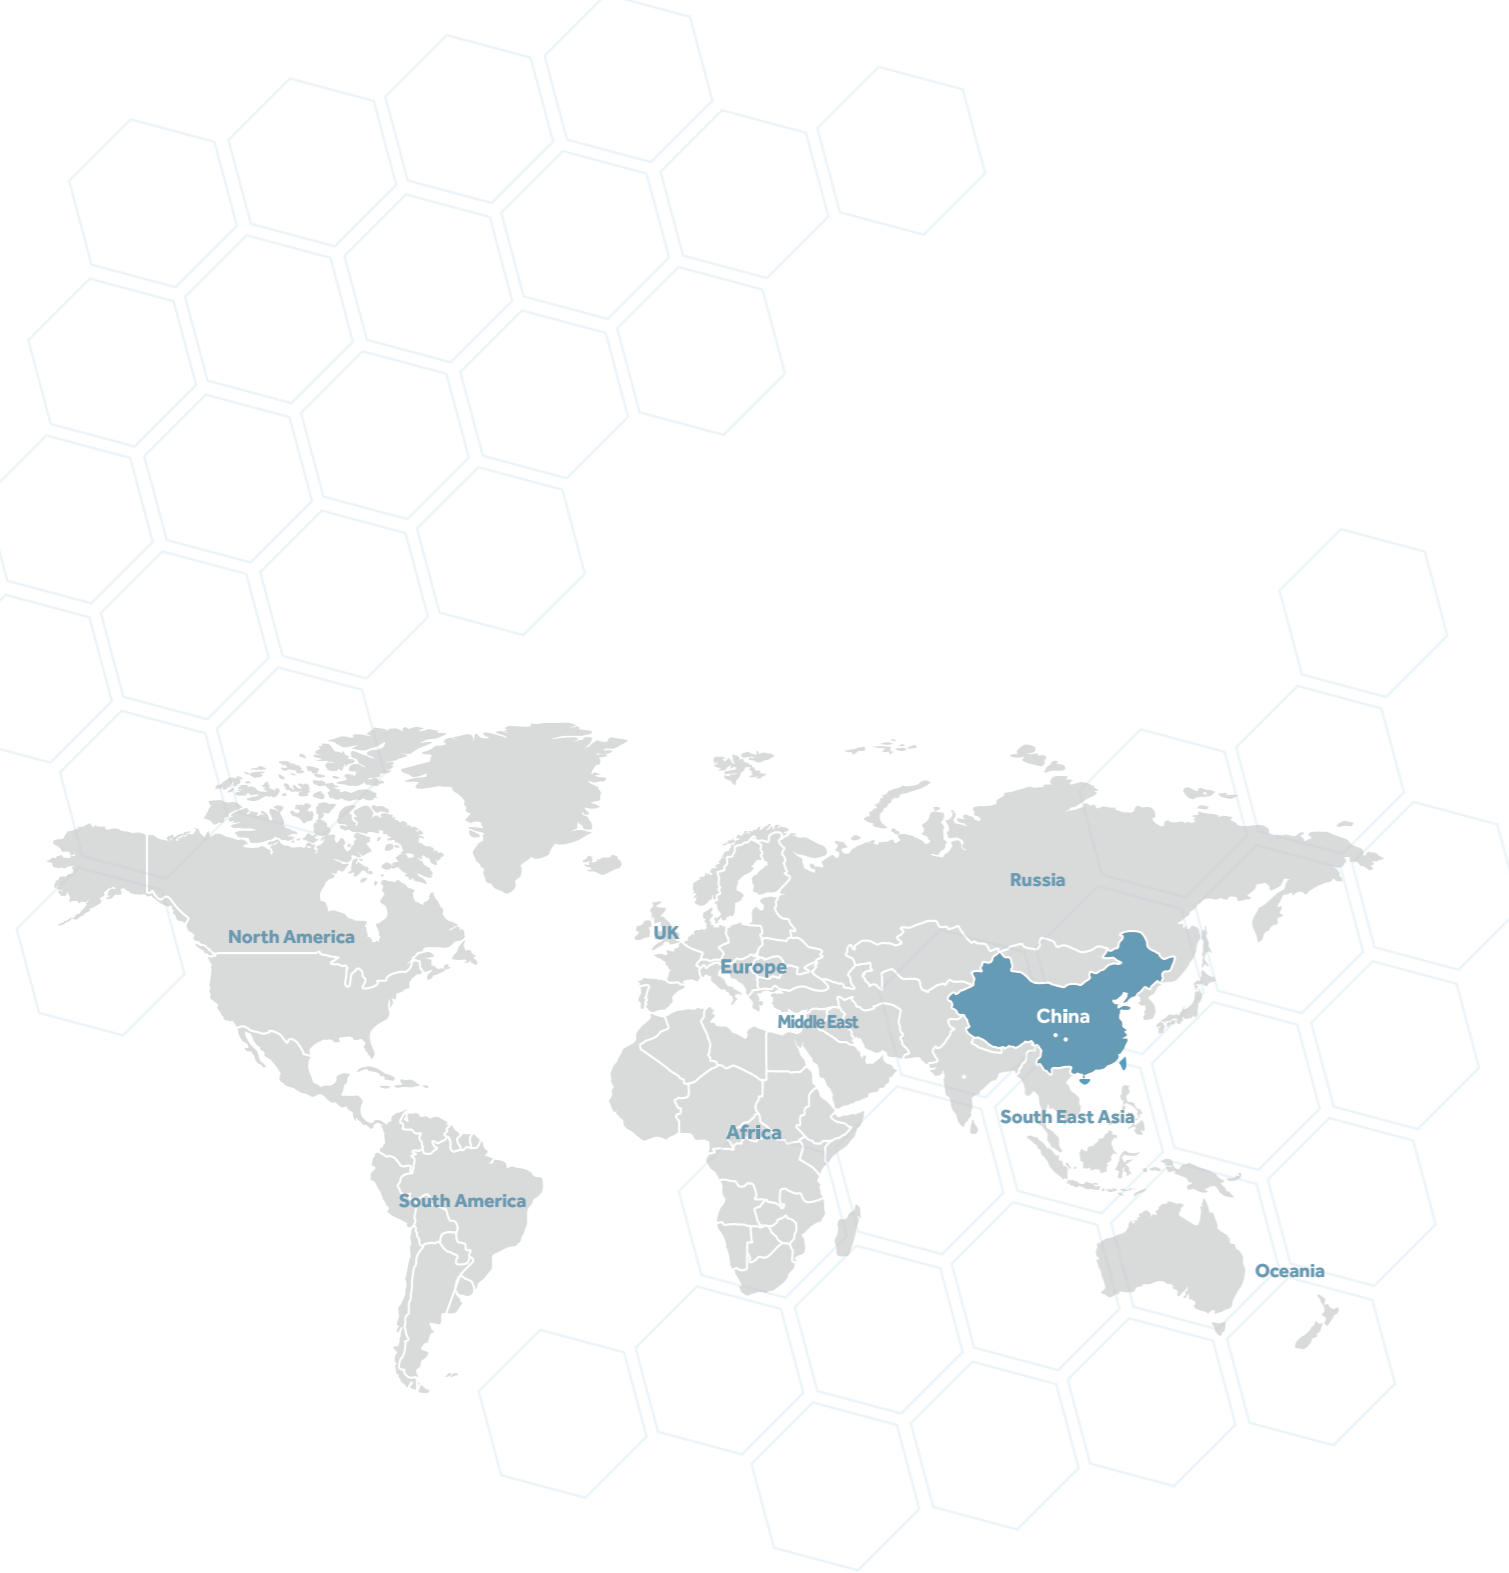 Russia
North America
UK
Europe
China
Middle East
South East Asia
Africa
South America
Oceania